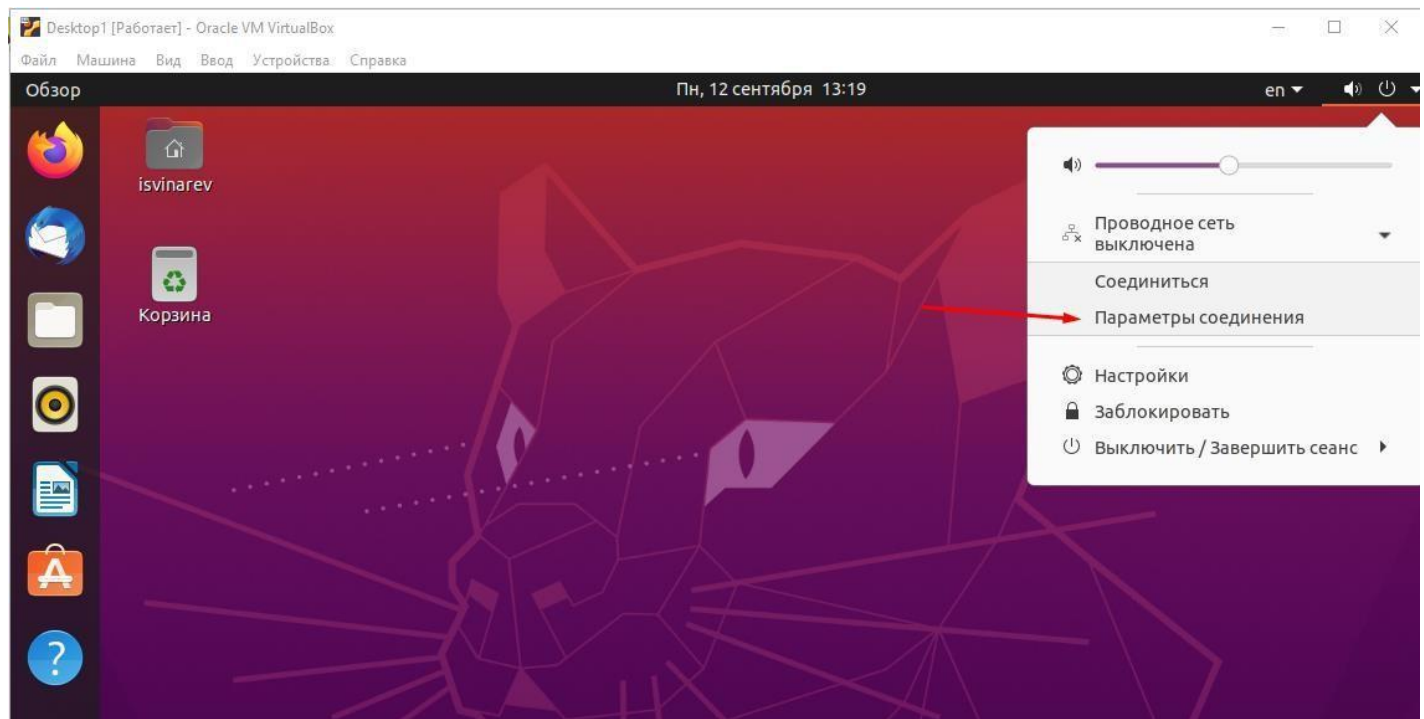 Desktop1 [Работает] - Oracle VM VirtualBox
Файл Машина Вид Ввод Устройства Справка
Обзор Пн, 12 сентября 13:19 en
isvinarev
Корзина
Проводное сеть
выключена
Соединиться
Параметры соединения
Настройки
Заблокировать
Выключить / Завершить сеанс